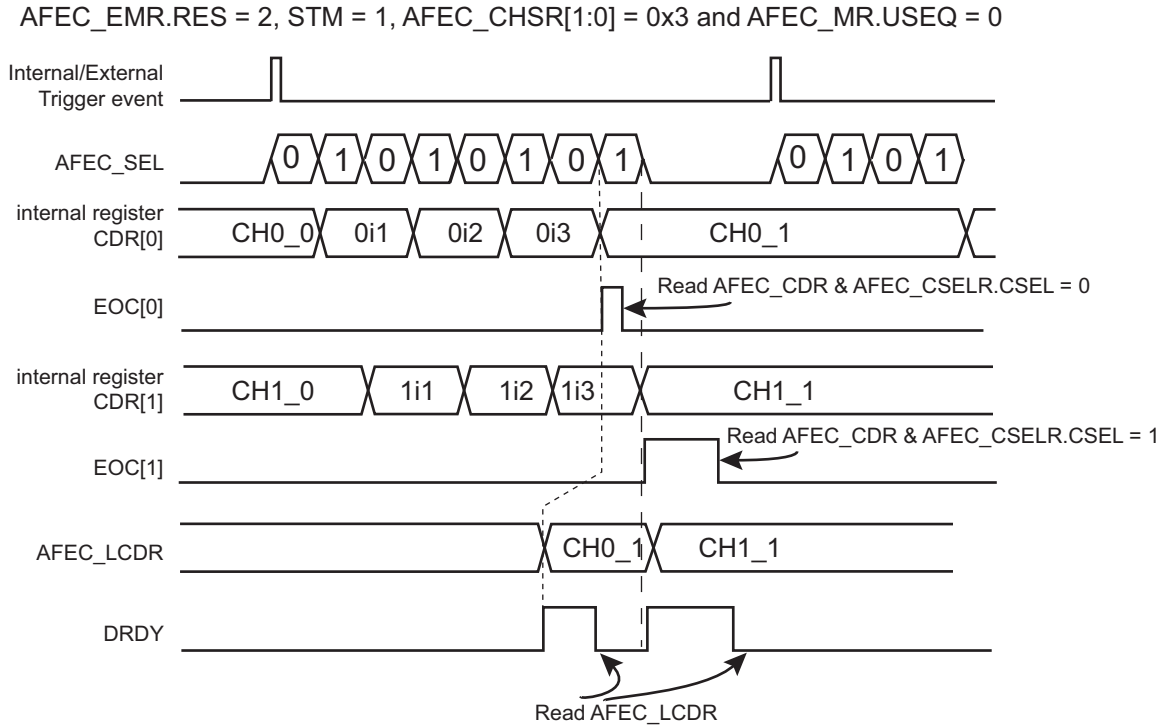 AFEC_EMR.RES = 2, STM = 1, AFEC_CHSR[1:0] = 0x3 and AFEC_MR.USEQ = 0
Internal/External
Trigger event
AFEC_SEL
0 1 0 1 0 1 0 1 0 1 0 1
internal register
CDR[0]
CH0_0 0i1 0i2 0i3 CH0_1
Read AFEC_CDR & AFEC_CSELR.CSEL = 0
EOC[0]
internal register
CDR[1]
CH1_0 1i1 1i2 1i3 CH1_1
Read AFEC_CDR & AFEC_CSELR.CSEL = 1
EOC[1]
AFEC_LCDR
CH0_1 CH1_1
DRDY
Read AFEC_LCDR